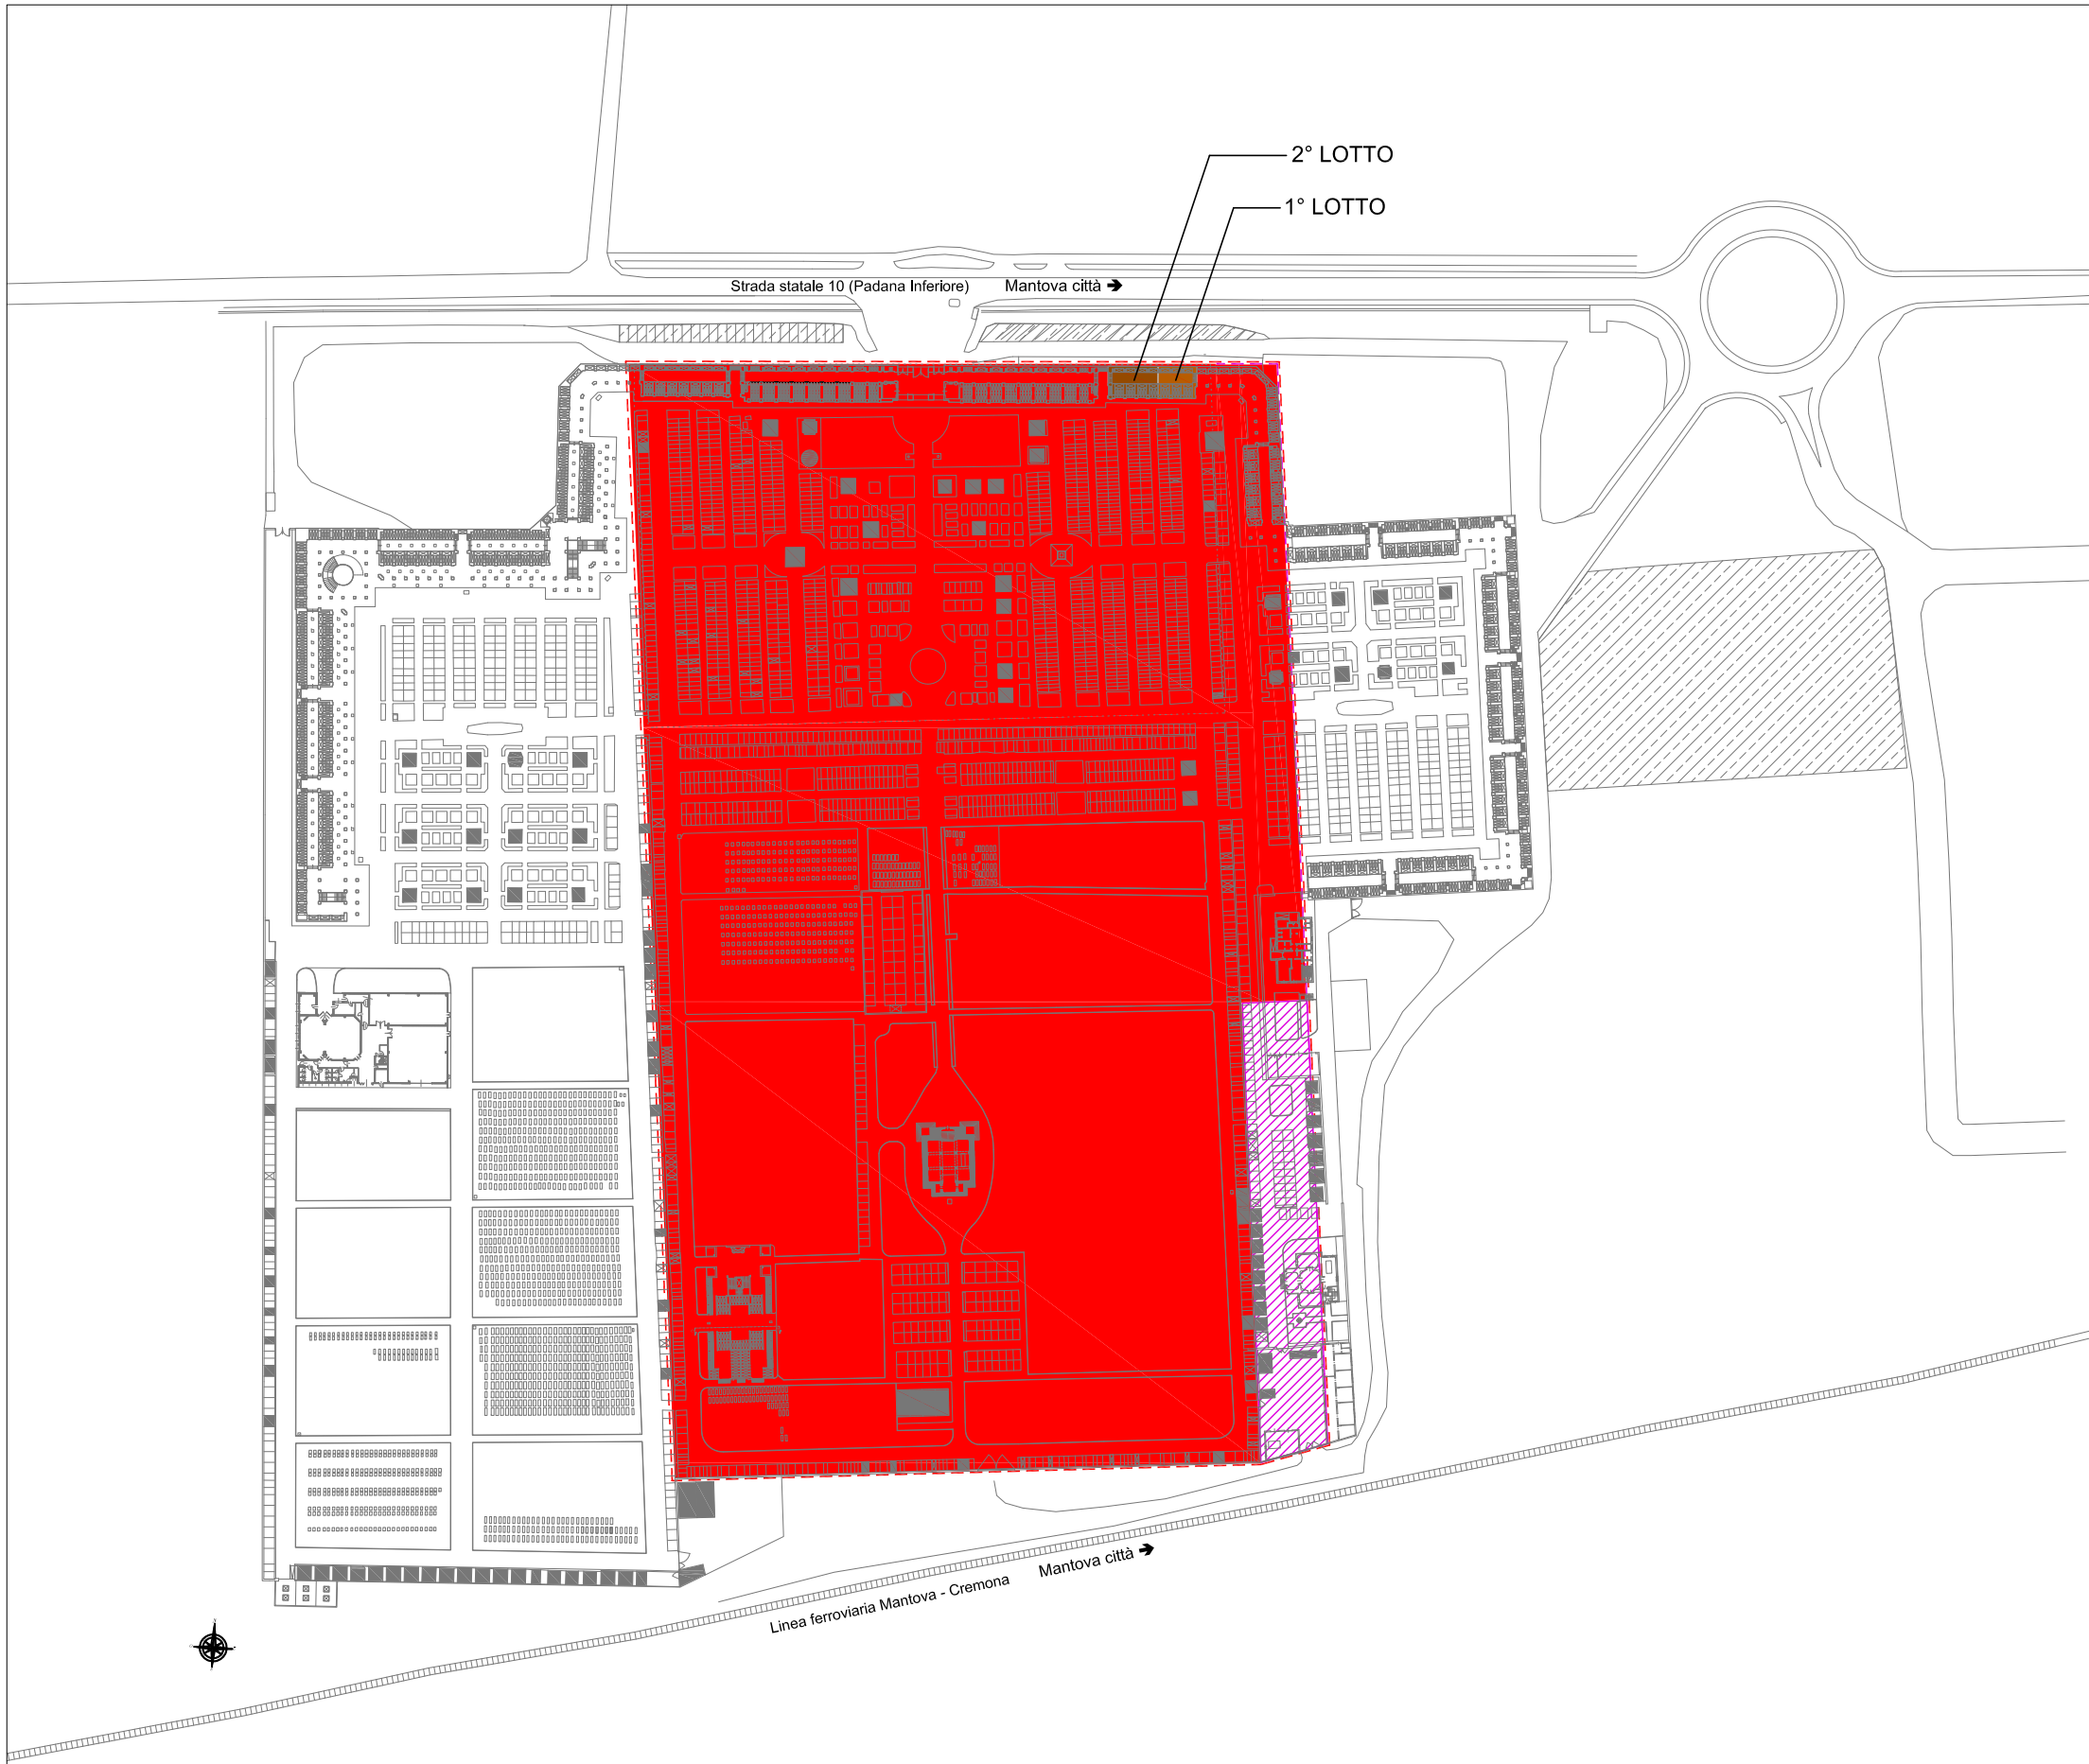 2° LOTTO
1° LOTTO
Strada statale 10 (Padana Inferiore) Mantova città ➔
Linea ferroviaria Mantova - Cremona Mantova città ➔